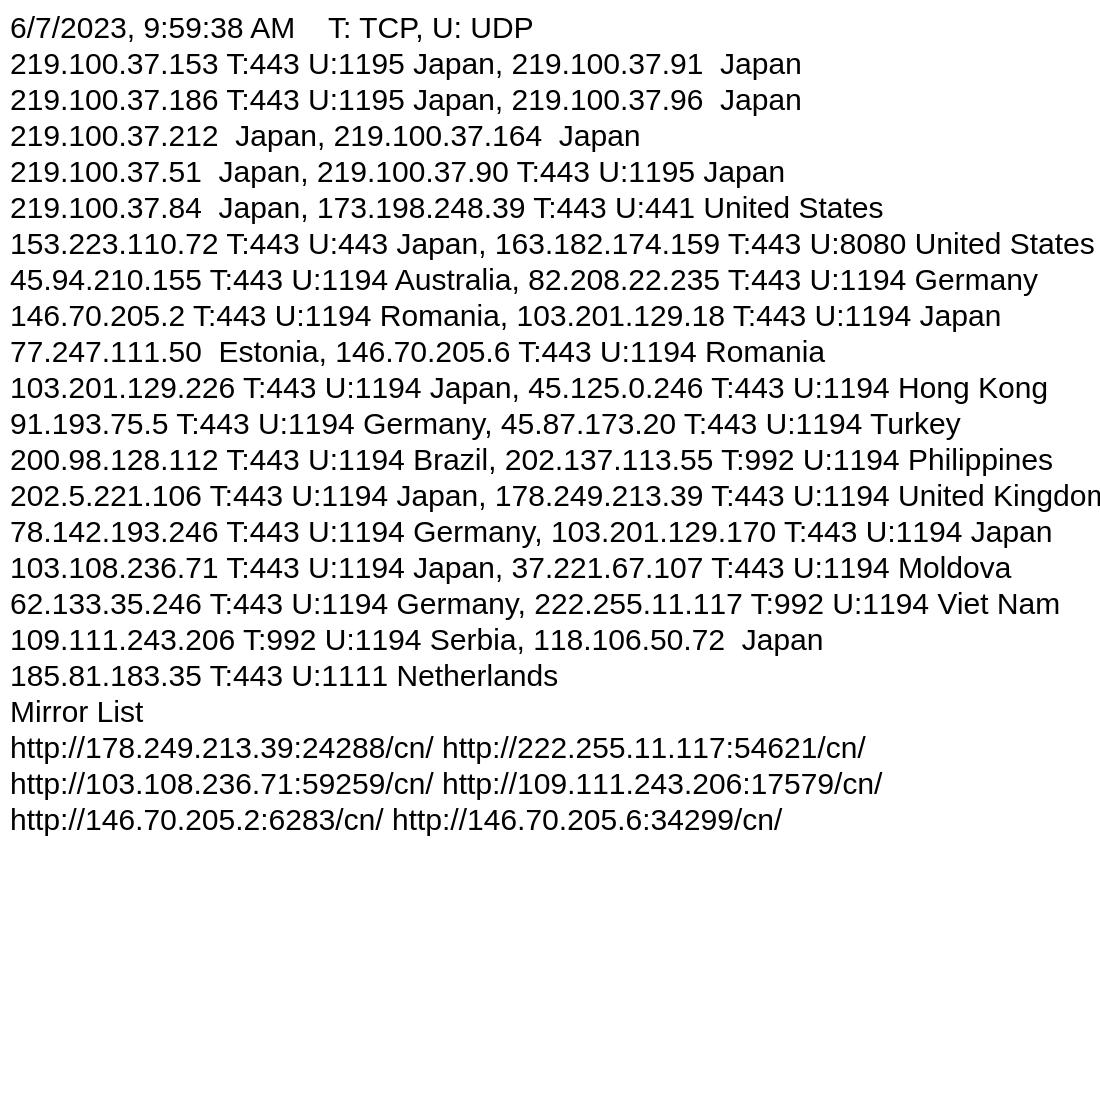 6/7/2023, 9:59:38 AM    T: TCP, U: UDP
219.100.37.153 T:443 U:1195 Japan, 219.100.37.91  Japan
219.100.37.186 T:443 U:1195 Japan, 219.100.37.96  Japan
219.100.37.212  Japan, 219.100.37.164  Japan
219.100.37.51  Japan, 219.100.37.90 T:443 U:1195 Japan
219.100.37.84  Japan, 173.198.248.39 T:443 U:441 United States
153.223.110.72 T:443 U:443 Japan, 163.182.174.159 T:443 U:8080 United States
45.94.210.155 T:443 U:1194 Australia, 82.208.22.235 T:443 U:1194 Germany
146.70.205.2 T:443 U:1194 Romania, 103.201.129.18 T:443 U:1194 Japan
77.247.111.50  Estonia, 146.70.205.6 T:443 U:1194 Romania
103.201.129.226 T:443 U:1194 Japan, 45.125.0.246 T:443 U:1194 Hong Kong
91.193.75.5 T:443 U:1194 Germany, 45.87.173.20 T:443 U:1194 Turkey
200.98.128.112 T:443 U:1194 Brazil, 202.137.113.55 T:992 U:1194 Philippines
202.5.221.106 T:443 U:1194 Japan, 178.249.213.39 T:443 U:1194 United Kingdom
78.142.193.246 T:443 U:1194 Germany, 103.201.129.170 T:443 U:1194 Japan
103.108.236.71 T:443 U:1194 Japan, 37.221.67.107 T:443 U:1194 Moldova
62.133.35.246 T:443 U:1194 Germany, 222.255.11.117 T:992 U:1194 Viet Nam
109.111.243.206 T:992 U:1194 Serbia, 118.106.50.72  Japan
185.81.183.35 T:443 U:1111 Netherlands
Mirror List
http://178.249.213.39:24288/cn/ http://222.255.11.117:54621/cn/
http://103.108.236.71:59259/cn/ http://109.111.243.206:17579/cn/
http://146.70.205.2:6283/cn/ http://146.70.205.6:34299/cn/